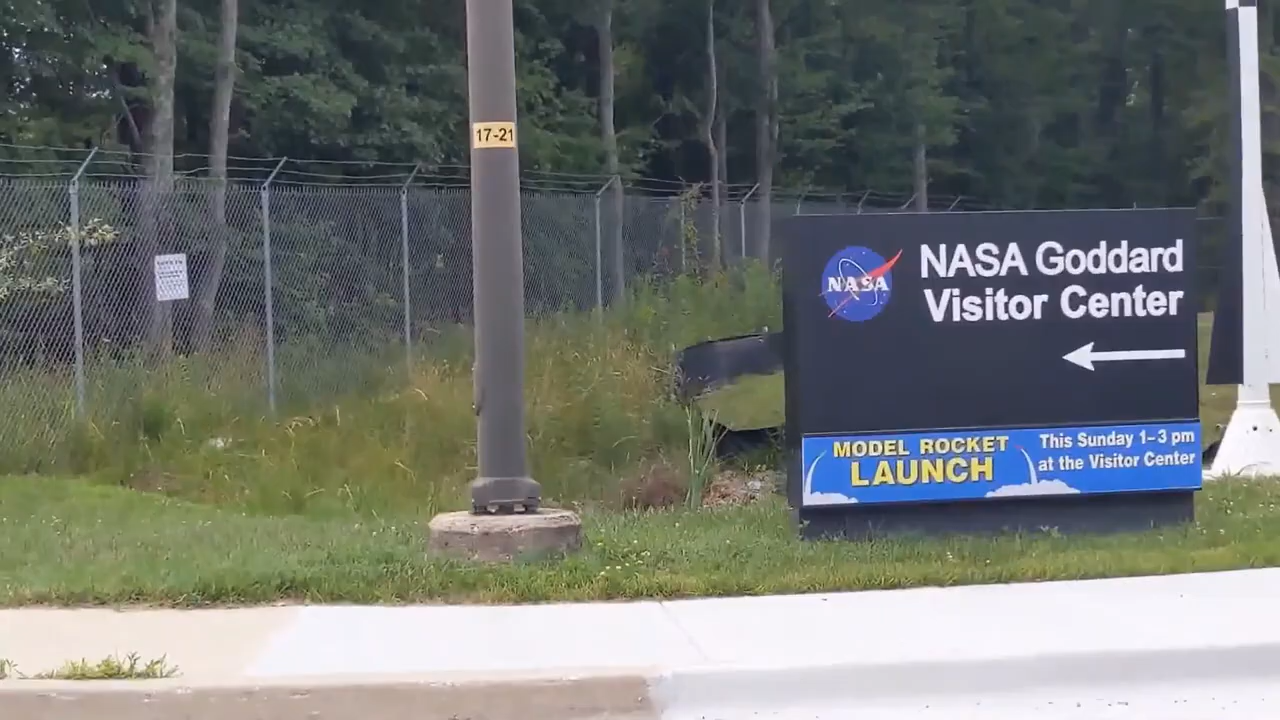 17-21
NASA
NASA Goddard
Visitor Center
MODEL ROCKET
LAUNCH
This Sunday 1-3 pm
at the Visitor Center